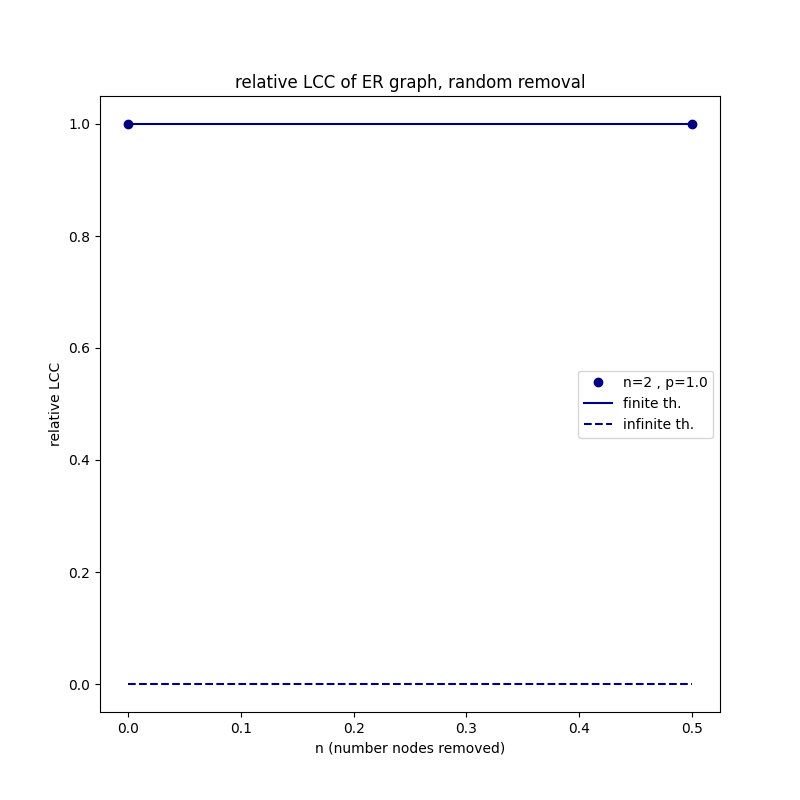 relative LCC of ER graph, random removal
1.0
0.8
0.6
0.4
0.2
0.0
relative LCC
n=2 , p=1.0
finite th.
infinite th.
0.0 0.1 0.2 0.3 0.4 0.5
n (number nodes removed)